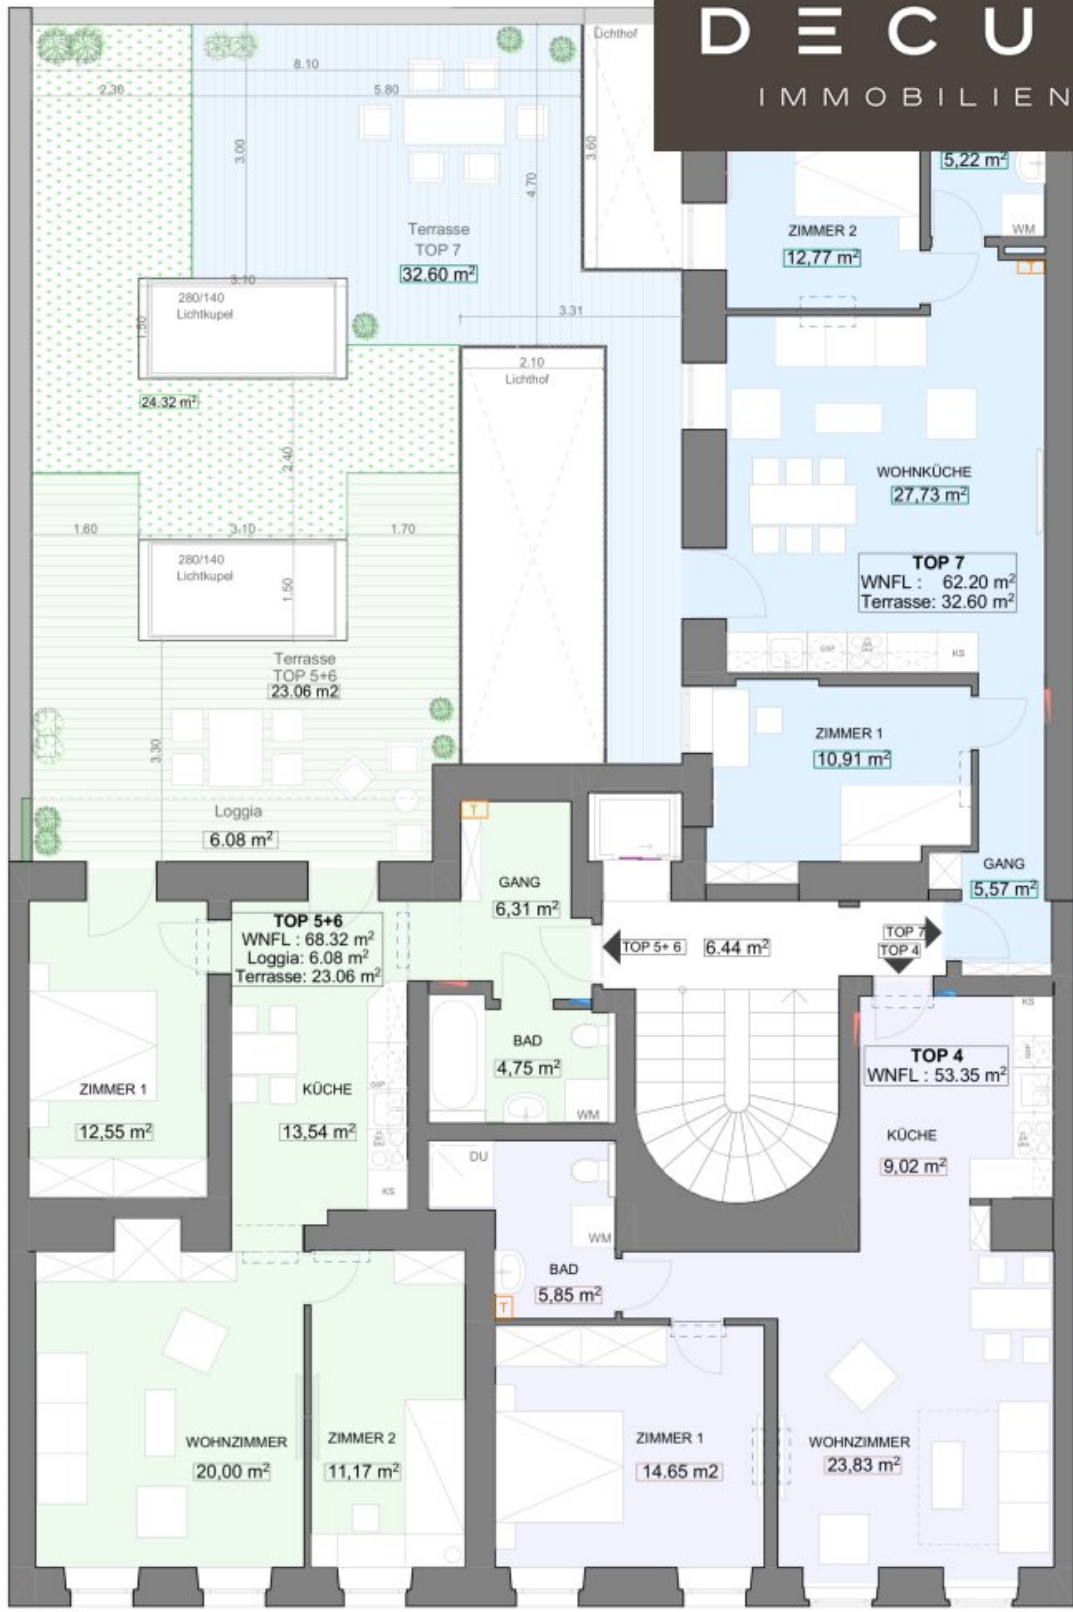 DECU
IMMOBILIEN
Lichthof
8.10
2.30
5.80
3.00
3.60
4.70
5,22 m²
WM
ZIMMER 2
12,77 m²
Terrasse
TOP 7
32.60 m²
T
3.10
280/140
Lichtkupel
1.50
3.31
2.10
Lichthof
24.32 m²
2.40
WOHNKÜCHE
27,73 m²
1.60
3.10
1.70
280/140
Lichtkupel
1.50
TOP 7
WNFL : 62.20 m²
Terrasse: 32.60 m²
GSP
KS
Terrasse
TOP 5+6
23.06 m2
3.30
ZIMMER 1
10,91 m²
Loggia
6.08 m²
T
GANG
6,31 m²
GANG
5,57 m²
TOP 5+6
WNFL : 68.32 m²
Loggia: 6.08 m²
Terrasse: 23.06 m²
TOP 5+ 6
6.44 m²
TOP 7
TOP 4
KS
GSP
BAD
4,75 m²
WM
TOP 4
WNFL : 53.35 m²
ZIMMER 1
12,55 m²
KÜCHE
13,54 m²
GSP
KS
KÜCHE
9,02 m²
DU
WM
BAD
5,85 m²
T
WOHNZIMMER
20,00 m²
ZIMMER 2
11,17 m²
ZIMMER 1
14.65 m2
WOHNZIMMER
23,83 m²